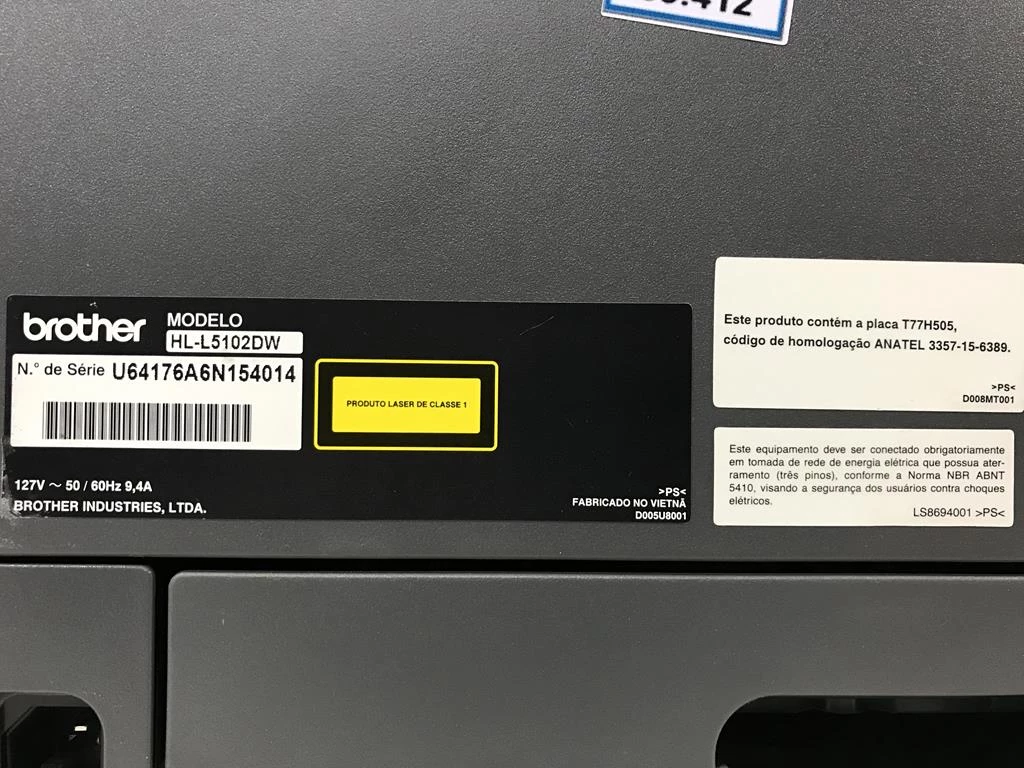 brother
MODELO
HL-L5102DW
N.° de Série U64176A6N154014
PRODUTO LASER DE CLASSE 1
127V ~ 50 / 60Hz 9,4A
BROTHER INDUSTRIES, LTDA.
>PS<
FABRICADO NO VIETNÃ
D005U8001
Este produto contém a placa T77H505,
código de homologação ANATEL 3357-15-6389.
>PS<
D008MT001
Este equipamento deve ser conectado obrigatoriamente
em tomada de rede de energia elétrica que possua ater-
ramento (três pinos), conforme a Norma NBR ABNT
5410, visando a segurança dos usuários contra choques
elétricos.
LS8694001 >PS<